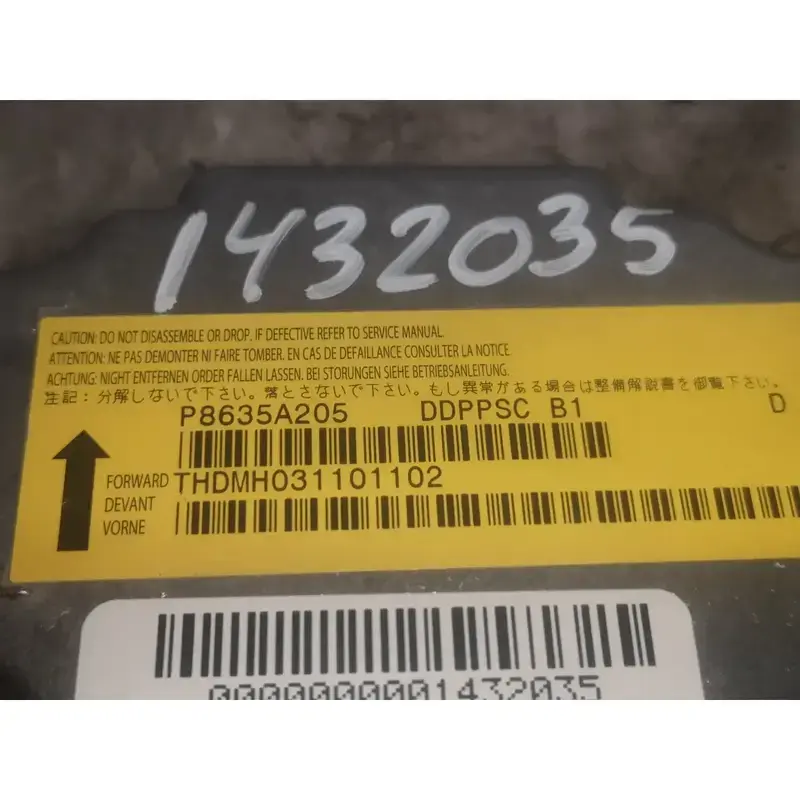 1432035
CAUTION: DO NOT DISASSEMBLE OR DROP. IF DEFECTIVE REFER TO SERVICE MANUAL
ATTENTION: NE PAS DEMONTER NI FAIRE TOMBER. EN CAS DE DEFAILLANCE CONSULTER LA NOTICE.
ACHTUNG: NIGHT ENTFERNEN ORDER FALLEN LASSEN. BEI STORUNGEN SIEHE BETRIEBSANLEITUNG.
注記：分解しないで下さい。落とさないで下さい。もし異常がある場合は整備解説書を御覧下さい。
P8635A205 DDPPSC B1 D
FORWARD THDMH031101102
DEVANT
VORNE
0000000001432035